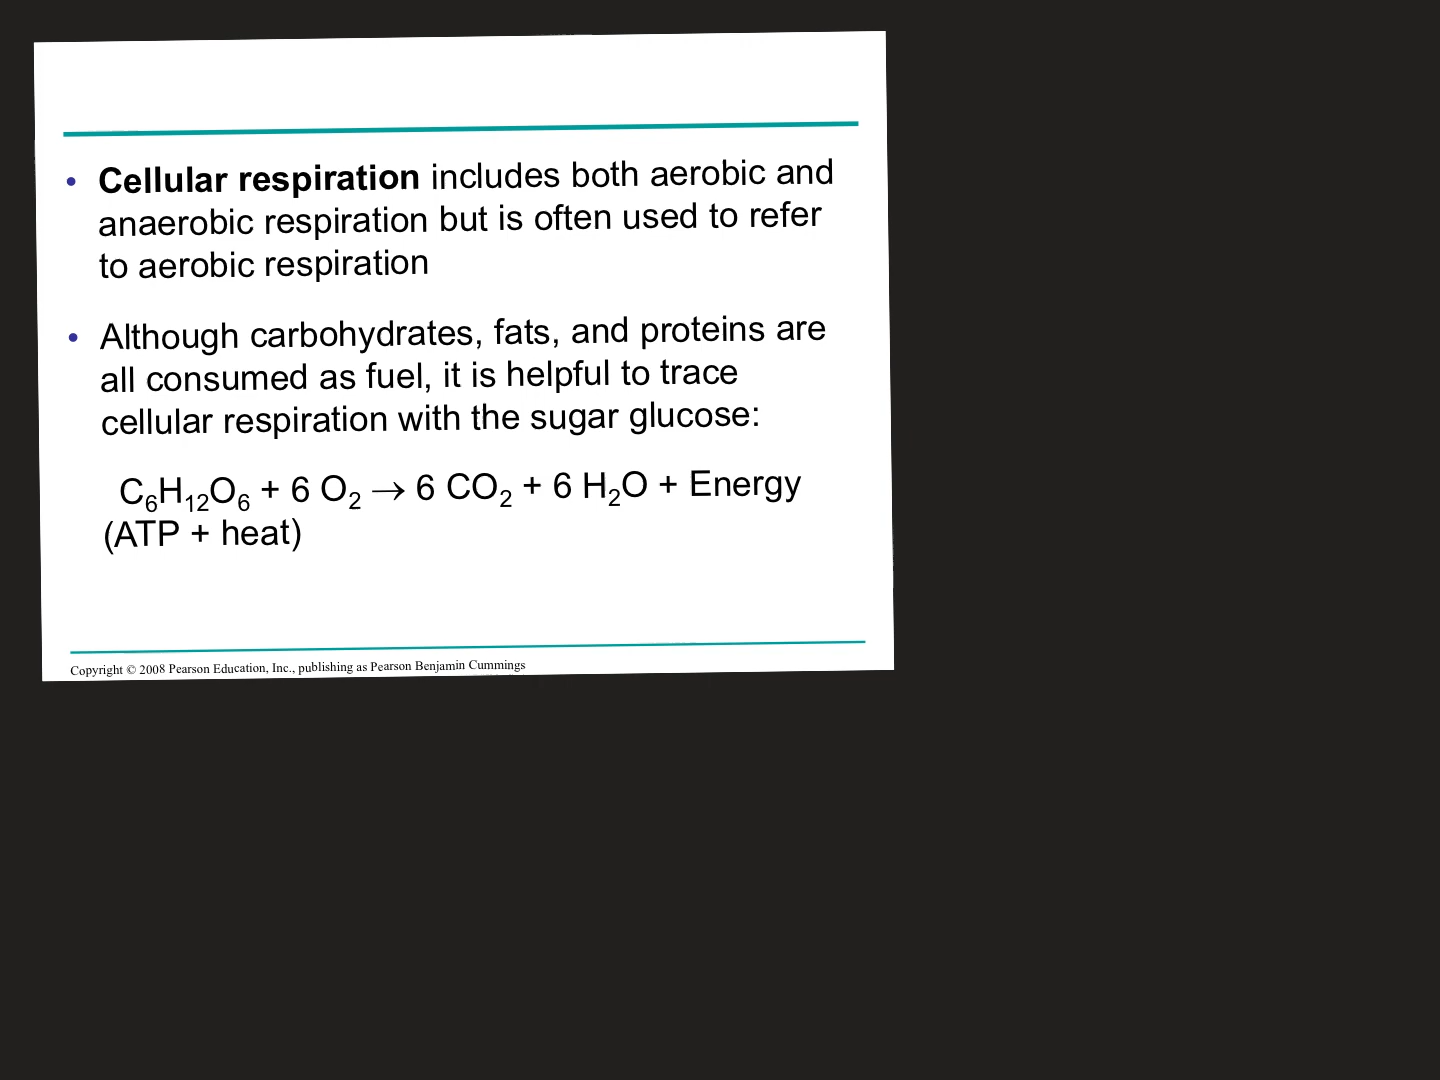 • Cellular respiration includes both aerobic and
anaerobic respiration but is often used to refer
to aerobic respiration
• Although carbohydrates, fats, and proteins are
all consumed as fuel, it is helpful to trace
cellular respiration with the sugar glucose:
C₆H₁₂O₆ + 6 O₂ → 6 CO₂ + 6 H₂O + Energy
(ATP + heat)
Copyright © 2008 Pearson Education, Inc., publishing as Pearson Benjamin Cummings